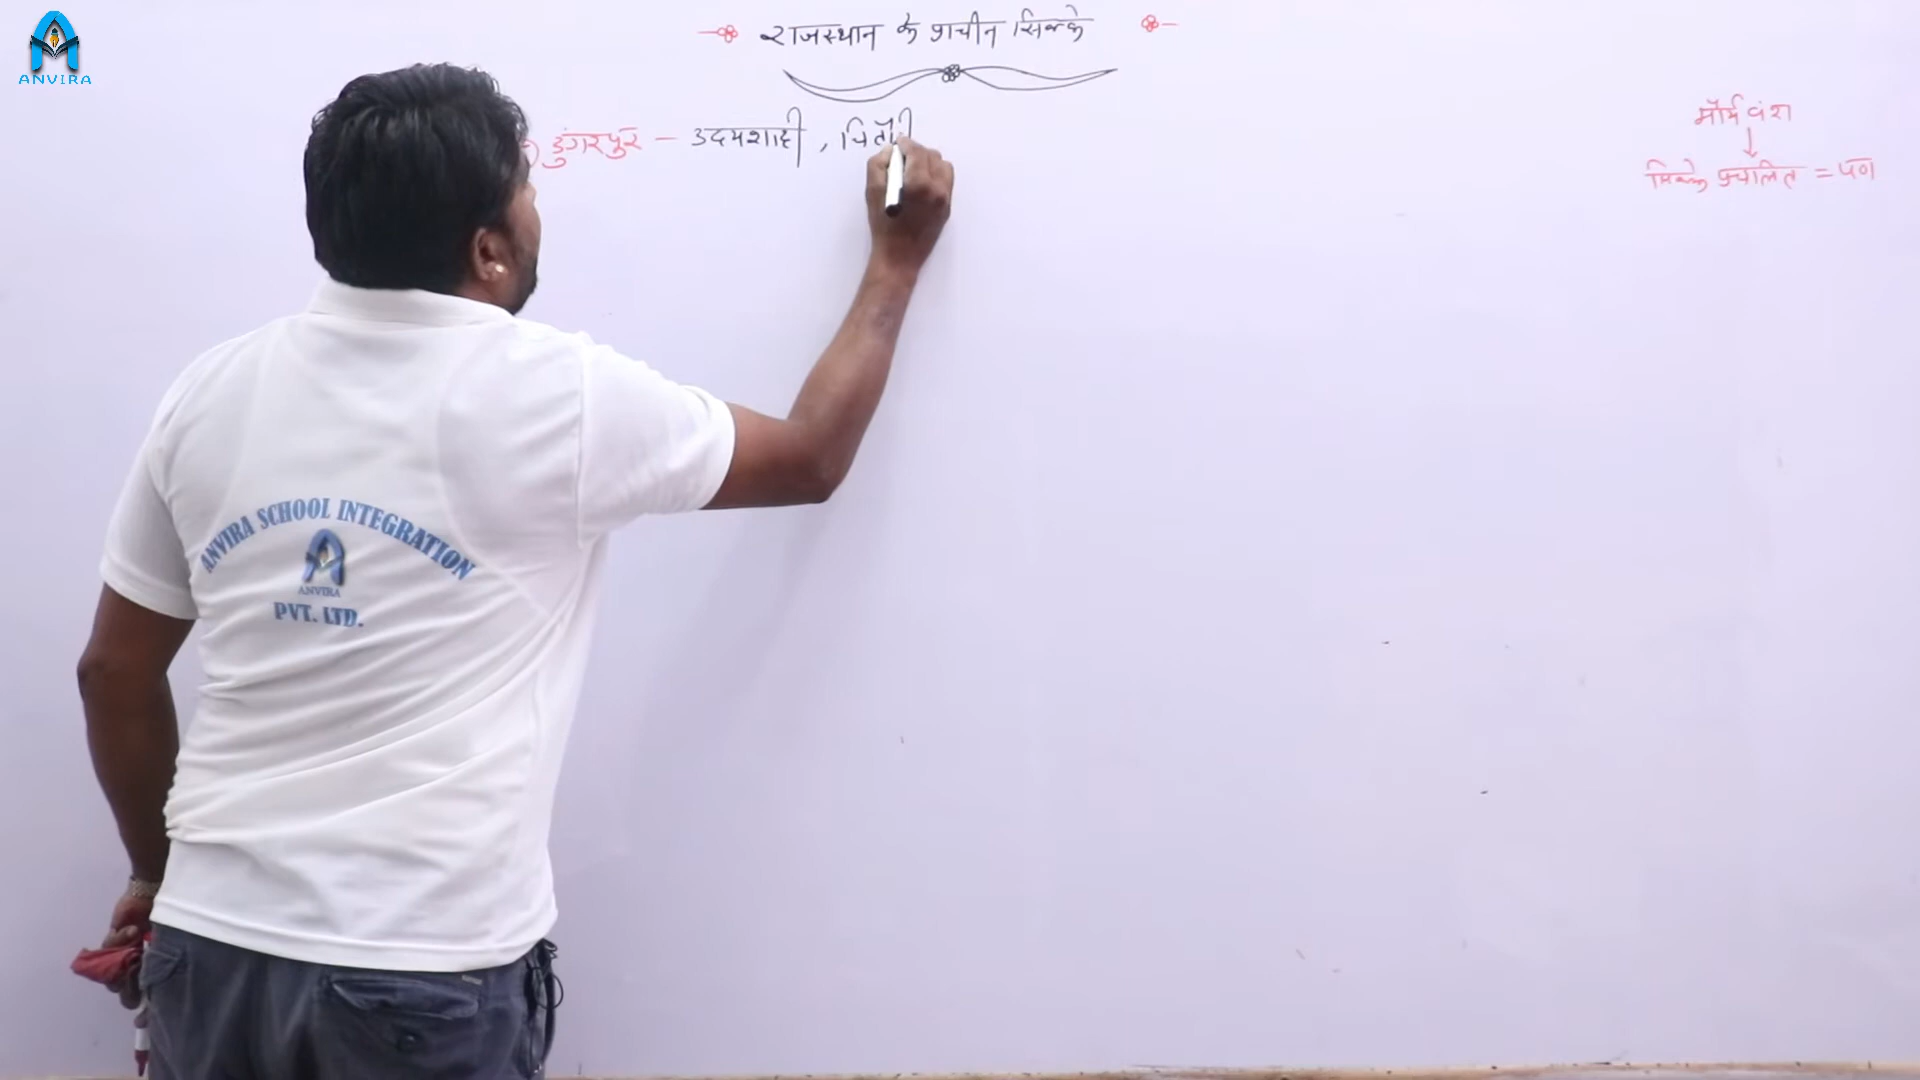 ANVIRA
राजस्थान के प्राचीन सिक्के
डुंगरपुर - उदयशाही, चितौ
मौर्य वंश
↓
सिक्के प्रचलित = पण
ANVIRA SCHOOL INTEGRATION
ANVIRA
PVT. LTD.